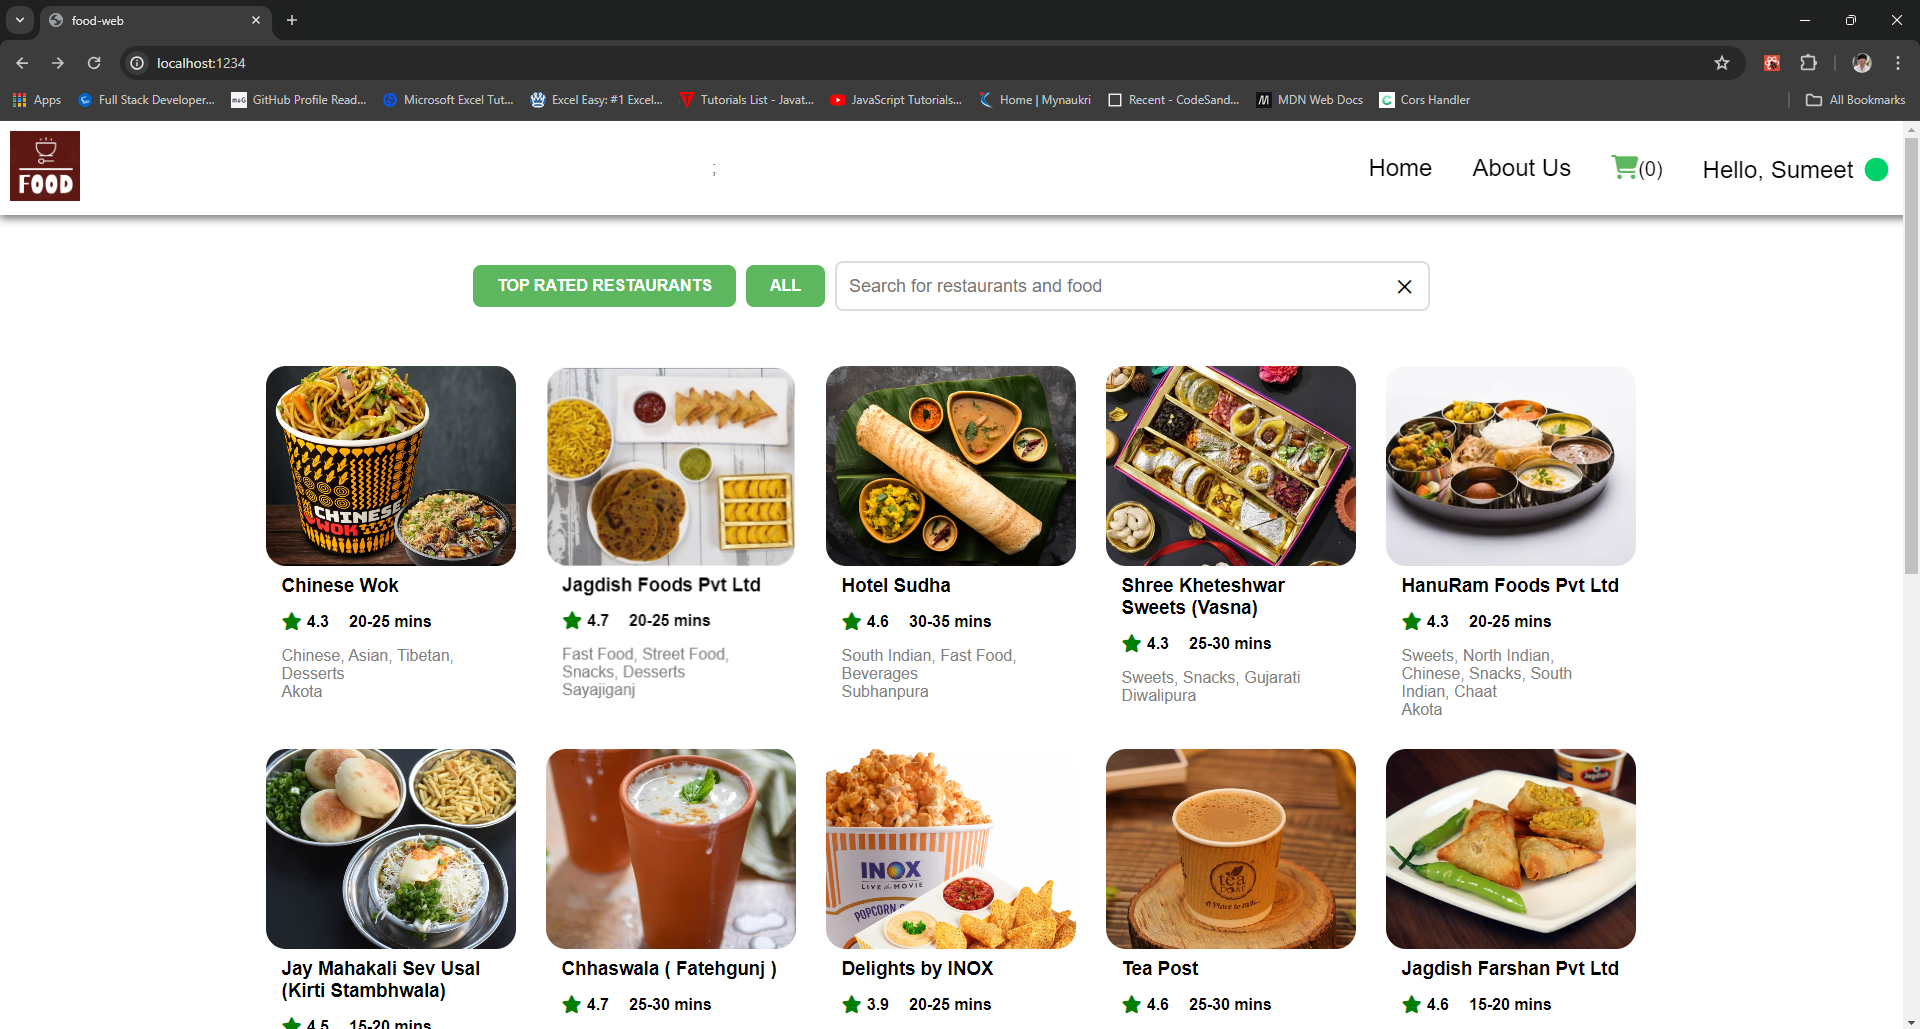 food-web
localhost:1234
Apps
Full Stack Developer...
GitHub Profile Read...
Microsoft Excel Tut...
Excel Easy: #1 Excel...
Tutorials List - Javat...
JavaScript Tutorials...
Home | Mynaukri
Recent - CodeSand...
MDN Web Docs
Cors Handler
All Bookmarks
FOOD
;
Home
About Us
(0)
Hello, Sumeet
TOP RATED RESTAURANTS
ALL
Search for restaurants and food
CHINESE
WOK
Chinese Wok
4.3 20-25 mins
Chinese, Asian, Tibetan,
Desserts
Akota
Jagdish Foods Pvt Ltd
4.7 20-25 mins
Fast Food, Street Food,
Snacks, Desserts
Sayajiganj
Hotel Sudha
4.6 30-35 mins
South Indian, Fast Food,
Beverages
Subhanpura
Shree Kheteshwar
Sweets (Vasna)
4.3 25-30 mins
Sweets, Snacks, Gujarati
Diwalipura
HanuRam Foods Pvt Ltd
4.3 20-25 mins
Sweets, North Indian,
Chinese, Snacks, South
Indian, Chaat
Akota
Jay Mahakali Sev Usal
(Kirti Stambhwala)
4.5 15-20 mins
Chhaswala ( Fatehgunj )
4.7 25-30 mins
INOX
LIVE the MOVIE
POPCORN
Delights by INOX
3.9 20-25 mins
tea
POST
A Place to talk..
Tea Post
4.6 25-30 mins
Jagdish
Jagdish Farshan Pvt Ltd
4.6 15-20 mins